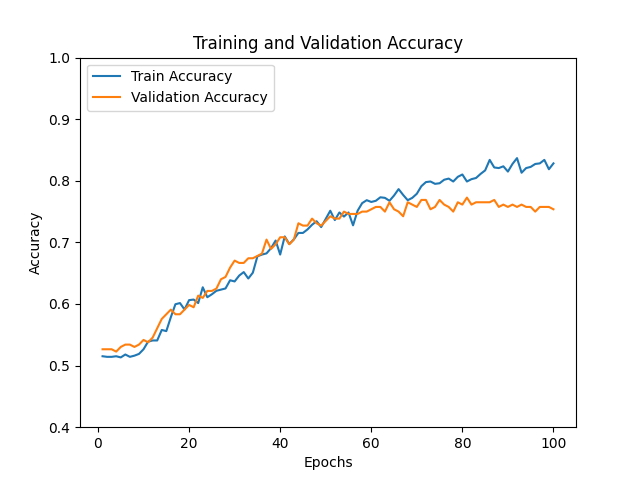 Training and Validation Accuracy
Train Accuracy
Validation Accuracy
Accuracy
1.0
0.9
0.8
0.7
0.6
0.5
0.4
0 20 40 60 80 100
Epochs